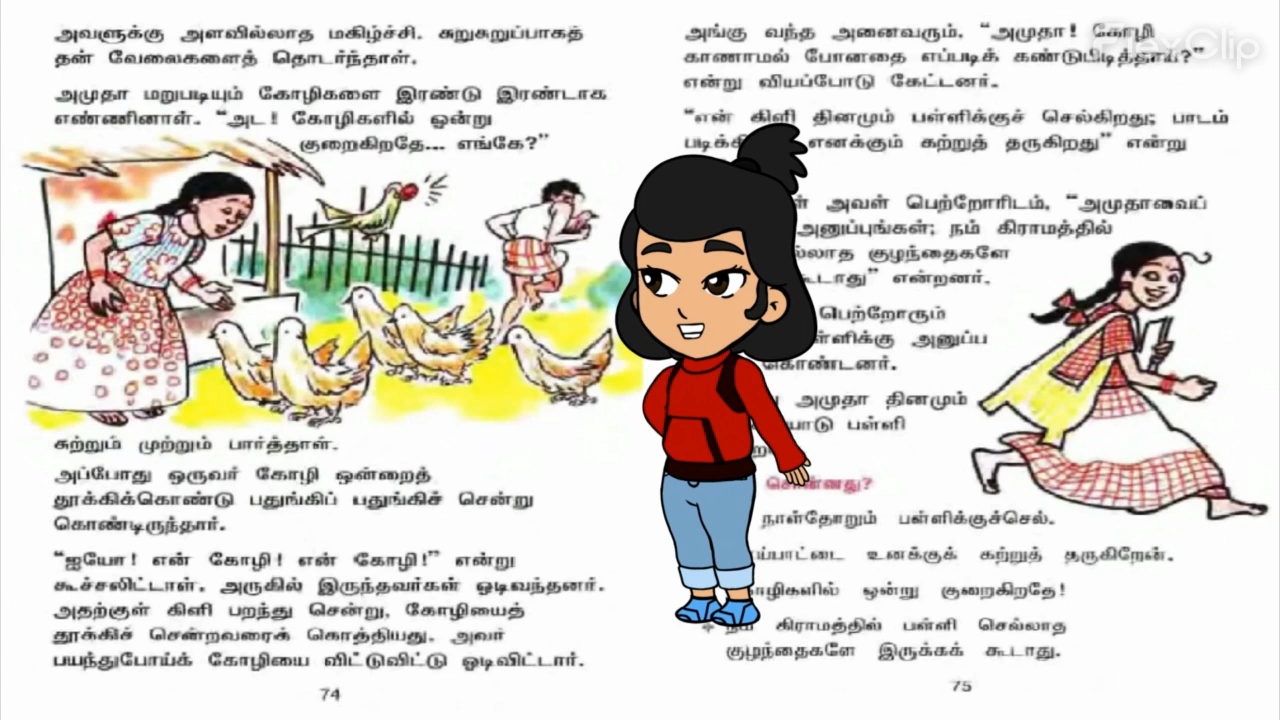 அவளுக்கு அளவில்லாத மகிழ்ச்சி. சுறுசுறுப்பாகத்
தன் வேலைகளைத் தொடர்ந்தாள்.
அமுதா மறுபடியும் கோழிகளை இரண்டு இரண்டாக
எண்ணினாள். “அட! கோழிகளில் ஒன்று
குறைகிறதே... எங்கே?”
சுற்றும் முற்றும் பார்த்தாள்.
அப்போது ஒருவர் கோழி ஒன்றைத்
தூக்கிக்கொண்டு பதுங்கிப் பதுங்கிச் சென்று
கொண்டிருந்தார்.
“ஐயோ! என் கோழி! என் கோழி!” என்று
கூச்சலிட்டாள். அருகில் இருந்தவர்கள் ஓடிவந்தனர்.
அதற்குள் கிளி பறந்து சென்று, கோழியைத்
தூக்கிச் சென்றவரைக் கொத்தியது. அவர்
பயந்துபோய்க் கோழியை விட்டுவிட்டு ஓடிவிட்டார்.
74
அங்கு வந்த அனைவரும், “அமுதா! கோழி
காணாமல் போனதை எப்படிக் கண்டுபிடித்தாய்?”
என்று வியப்போடு கேட்டனர்.
“என் கிளி தினமும் பள்ளிக்குச் செல்கிறது; பாடம்
எனக்கும் கற்றுத் தருகிறது” என்று
அவள் பெற்றோரிடம், “அமுதாவைப்
அனுப்புங்கள்; நம் கிராமத்தில்
குழந்தைகளே
என்றனர்.
பெற்றோரும்
அனுப்ப
அமுதா தினமும்
பள்ளி
நாள்தோறும் பள்ளிக்குச்செல்.
உனக்குக் கற்றுத் தருகிறேன்.
ஒன்று குறைகிறதே!
நம் கிராமத்தில் பள்ளி செல்லாத
குழந்தைகளே இருக்கக் கூடாது.
75
FlexClip